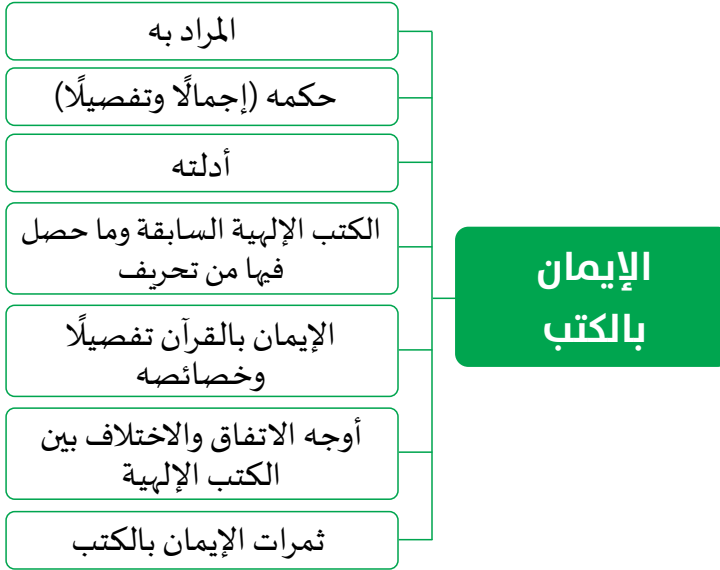 الإيمان
بالكتب
المراد به
حكمه (إجمالًا وتفصيلًا)
أدلته
الكتب الإلهية السابقة وما حصل
فيها من تحريف
الإيمان بالقرآن تفصيلًا
وخصائصه
أوجه الاتفاق والاختلاف بين
الكتب الإلهية
ثمرات الإيمان بالكتب